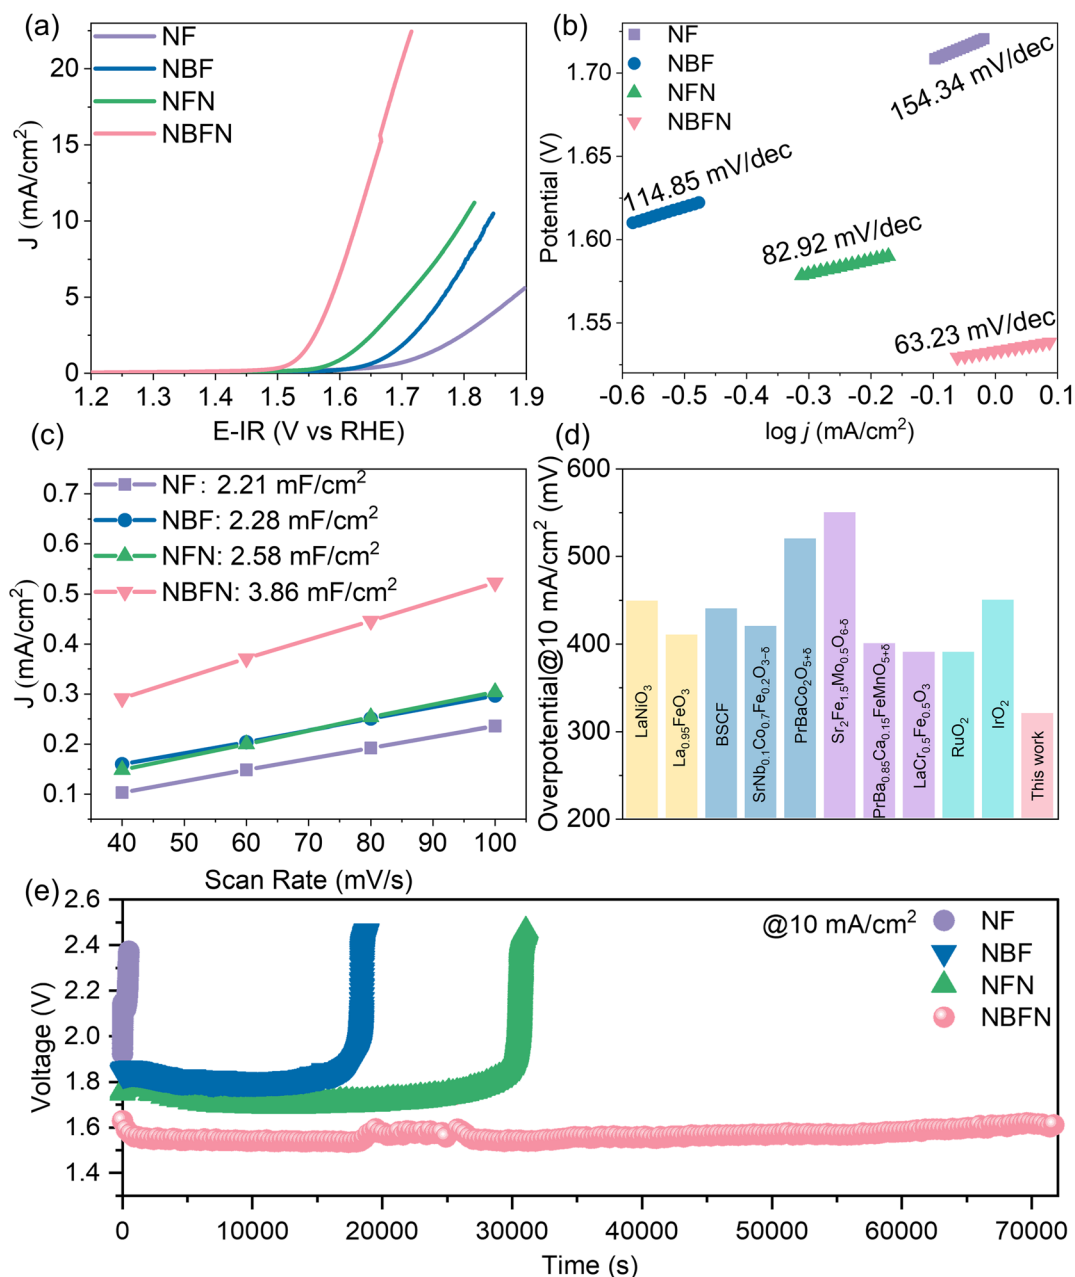 (a)
NF
NBF
NFN
NBFN
20
15
10
5
0
J (mA/cm²)
1.2 1.3 1.4 1.5 1.6 1.7 1.8 1.9
E-IR (V vs RHE)
(b)
NF
NBF
NFN
NBFN
154.34 mV/dec
114.85 mV/dec
82.92 mV/dec
63.23 mV/dec
1.70
1.65
1.60
1.55
Potential (V)
-0.6 -0.5 -0.4 -0.3 -0.2 -0.1 0.0 0.1
log j (mA/cm²)
(c)
NF: 2.21 mF/cm²
NBF: 2.28 mF/cm²
NFN: 2.58 mF/cm²
NBFN: 3.86 mF/cm²
0.7
0.6
0.5
0.4
0.3
0.2
0.1
J (mA/cm²)
40 50 60 70 80 90 100
Scan Rate (mV/s)
(d)
600
500
400
300
200
Overpotential@10 mA/cm² (mV)
LaNiO₃
La₀.₉₅FeO₃
BSCF
SrNb₀.₁Co₀.₇Fe₀.₂O₃₋δ
PrBaCo₂O₅₊δ
Sr₂Fe₁.₅Mo₀.₅O₆₋δ
PrBa₀.₈₅Ca₀.₁₅FeMnO₅₊δ
LaCr₀.₅Fe₀.₅O₃
RuO₂
IrO₂
This work
(e)
@10 mA/cm²
NF
NBF
NFN
NBFN
2.6
2.4
2.2
2.0
1.8
1.6
1.4
Voltage (V)
0 10000 20000 30000 40000 50000 60000 70000
Time (s)